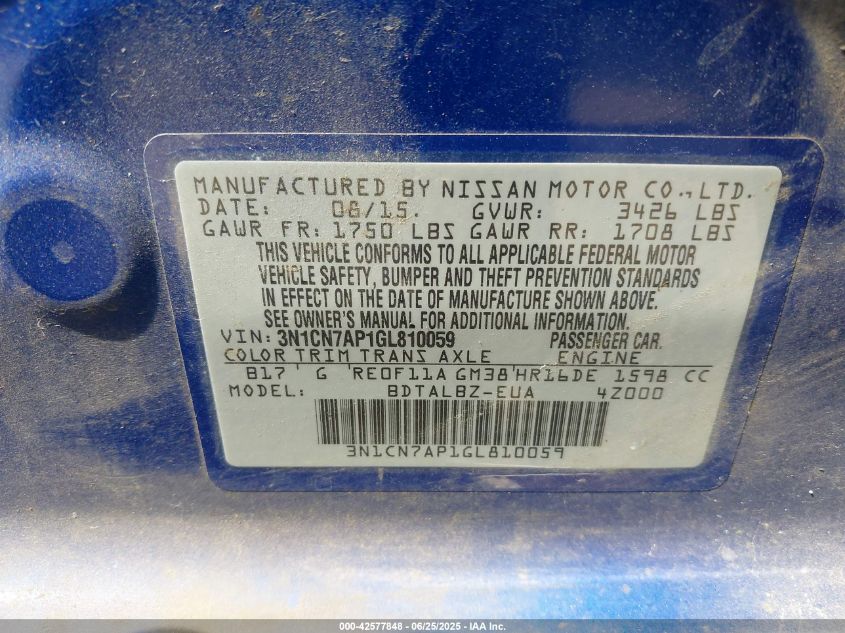 MANUFACTURED BY NISSAN MOTOR CO., LTD.
DATE: 08/15. GVWR: 3426 LBS
GAWR FR: 1750 LBS GAWR RR: 1708 LBS
THIS VEHICLE CONFORMS TO ALL APPLICABLE FEDERAL MOTOR
VEHICLE SAFETY, BUMPER AND THEFT PREVENTION STANDARDS
IN EFFECT ON THE DATE OF MANUFACTURE SHOWN ABOVE.
SEE OWNER'S MANUAL FOR ADDITIONAL INFORMATION.
VIN: 3N1CN7AP1GL810059 PASSENGER CAR.
COLOR TRIM TRANS AXLE ENGINE
B17' G 'RE0F11A GM38'HR16DE 1598 CC
MODEL: BDTALBZ-EUA 4Z000
3N1CN7AP1GL810059
000-42577848 - 06/25/2025 - IAA Inc.